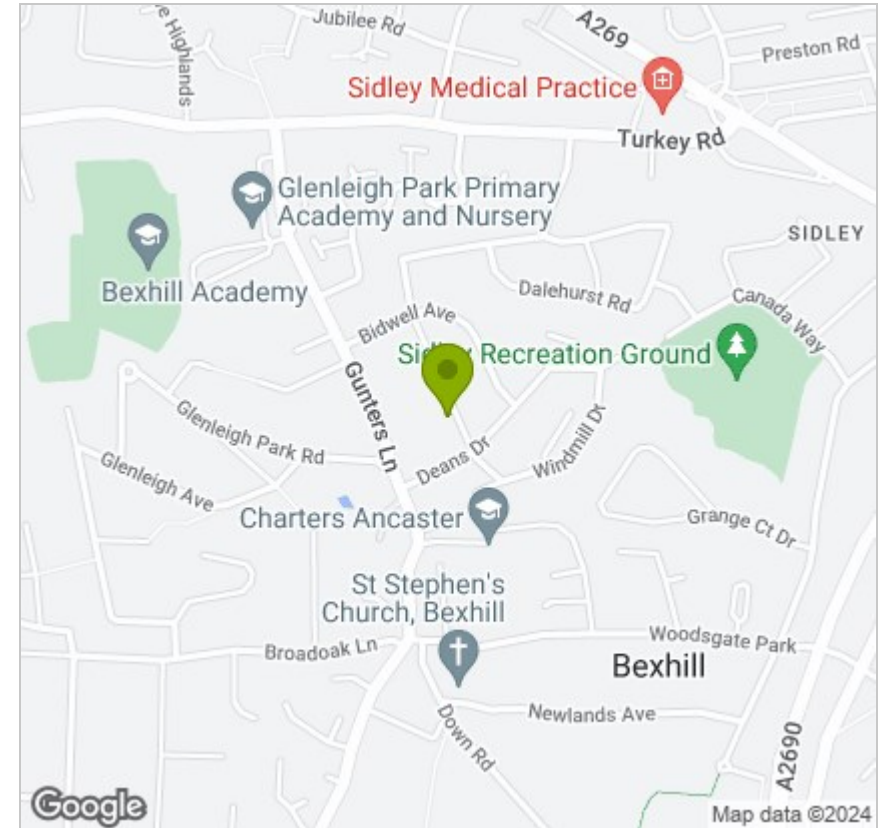 Jubilee Rd
A269
Preston Rd
e Highlands
Sidley Medical Practice
Turkey Rd
Glenleigh Park Primary
Academy and Nursery
SIDLEY
Bexhill Academy
Dalehurst Rd
Canada Way
Bidwell Ave
Recreation Ground
Gunters Ln
Glenleigh Park Rd
Deans Dr
Windmill Dr
Glenleigh Ave
Charters Ancaster
Grange Ct Dr
St Stephen's
Church, Bexhill
Broadoak Ln
Woodsgate Park
Bexhill
Newlands Ave
Down Rd
A2690
Google
Map data ©2024